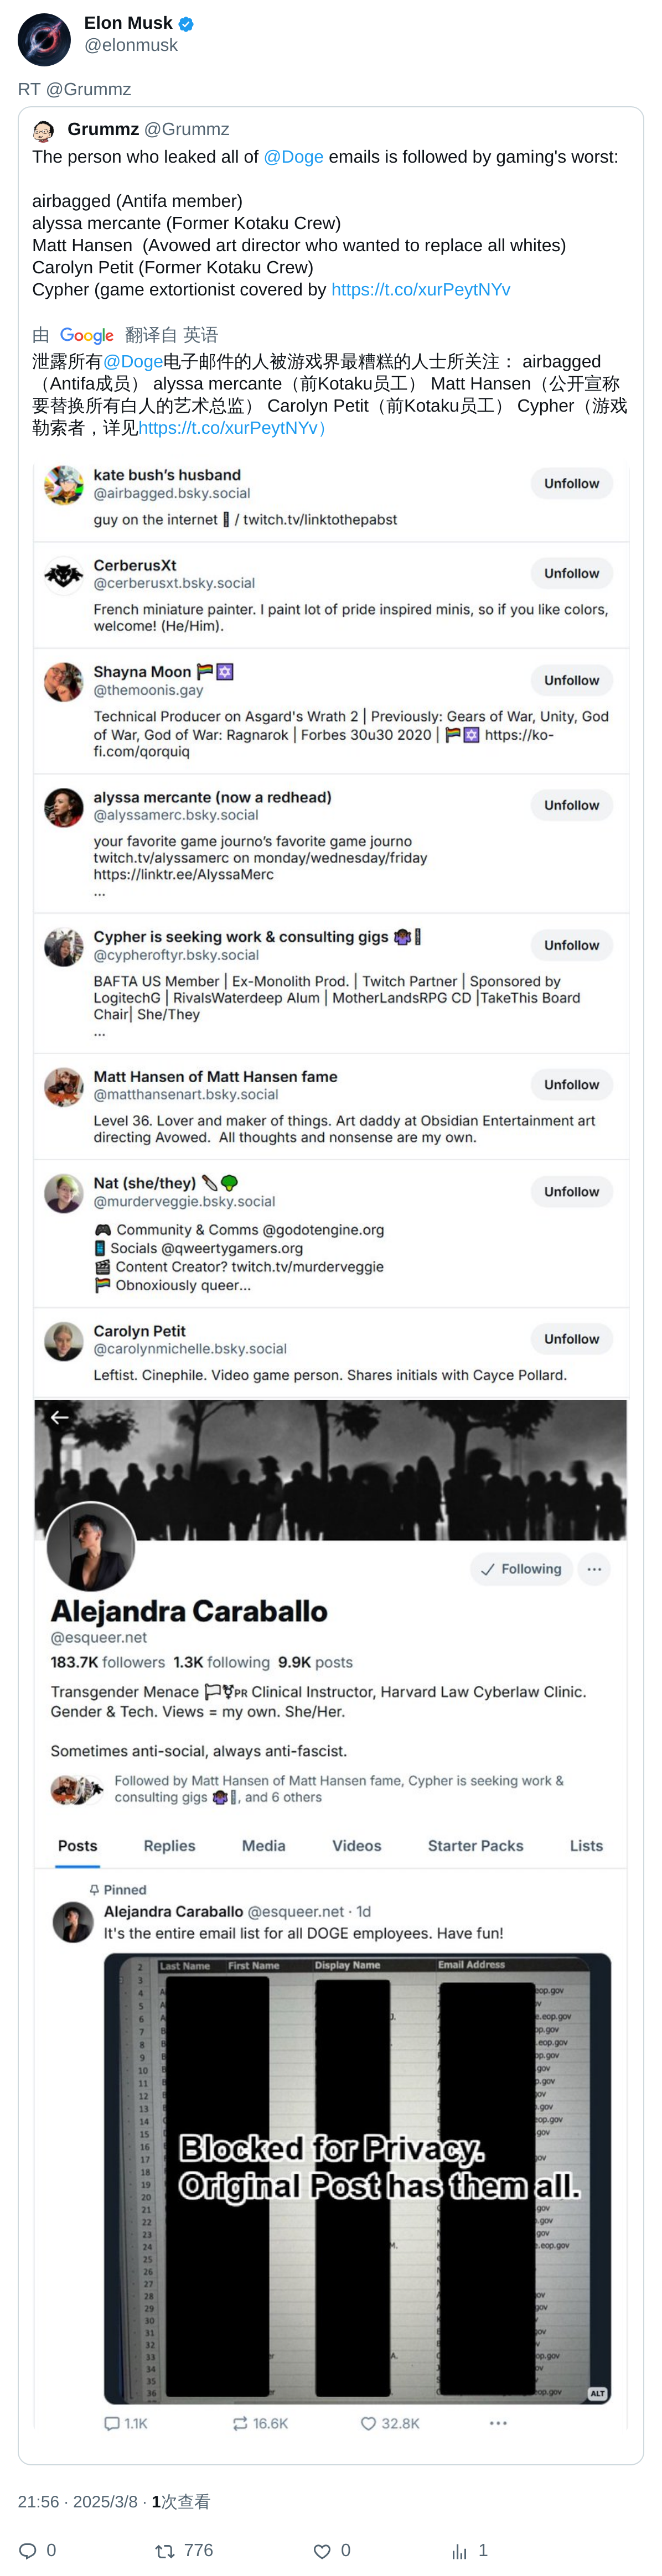 Elon Musk
@elonmusk
RT @Grummz
Grummz @Grummz
The person who leaked all of @Doge emails is followed by gaming's worst:
airbagged (Antifa member)
alyssa mercante (Former Kotaku Crew)
Matt Hansen  (Avowed art director who wanted to replace all whites)
Carolyn Petit (Former Kotaku Crew)
Cypher (game extortionist covered by https://t.co/xurPeytNYv
由 Google 翻译自 英语
泄露所有@Doge电子邮件的人被游戏界最糟糕的人士所关注： airbagged
（Antifa成员） alyssa mercante（前Kotaku员工） Matt Hansen（公开宣称
要替换所有白人的艺术总监） Carolyn Petit（前Kotaku员工） Cypher（游戏
勒索者，详见https://t.co/xurPeytNYv）
kate bush's husband
@airbagged.bsky.social
Unfollow
guy on the internet / twitch.tv/linktothepabst
CerberusXt
@cerberusxt.bsky.social
Unfollow
French miniature painter. I paint lot of pride inspired minis, so if you like colors,
welcome! (He/Him).
Shayna Moon 🏳️‍🌈🔯
@themoonis.gay
Unfollow
Technical Producer on Asgard's Wrath 2 | Previously: Gears of War, Unity, God
of War, God of War: Ragnarok | Forbes 30u30 2020 | 🏳️‍🌈🔯 https://ko-
fi.com/qorquiq
alyssa mercante (now a redhead)
@alyssamerc.bsky.social
Unfollow
your favorite game journo's favorite game journo
twitch.tv/alyssamerc on monday/wednesday/friday
https://linktr.ee/AlyssaMerc
...
Cypher is seeking work & consulting gigs
@cypheroftyr.bsky.social
Unfollow
BAFTA US Member | Ex-Monolith Prod. | Twitch Partner | Sponsored by
LogitechG | RivalsWaterdeep Alum | MotherLandsRPG CD |TakeThis Board
Chair| She/They
...
Matt Hansen of Matt Hansen fame
@matthansenart.bsky.social
Unfollow
Level 36. Lover and maker of things. Art daddy at Obsidian Entertainment art
directing Avowed.  All thoughts and nonsense are my own.
Nat (she/they) 🔪🥦
@murderveggie.bsky.social
Unfollow
🎮 Community & Comms @godotengine.org
📱 Socials @qweertygamers.org
🎬 Content Creator? twitch.tv/murderveggie
🏳️‍🌈 Obnoxiously queer...
Carolyn Petit
@carolynmichelle.bsky.social
Unfollow
Leftist. Cinephile. Video game person. Shares initials with Cayce Pollard.
Following
Alejandra Caraballo
@esqueer.net
183.7K followers 1.3K following 9.9K posts
Transgender Menace 🏳️‍⚧️PR Clinical Instructor, Harvard Law Cyberlaw Clinic.
Gender & Tech. Views = my own. She/Her.
Sometimes anti-social, always anti-fascist.
Followed by Matt Hansen of Matt Hansen fame, Cypher is seeking work &
consulting gigs, and 6 others
Posts Replies Media Videos Starter Packs Lists
Pinned
Alejandra Caraballo @esqueer.net · 1d
It's the entire email list for all DOGE employees. Have fun!
Last Name First Name Display Name Email Address
Blocked for Privacy.
Original Post has them all.
ALT
1.1K 16.6K 32.8K
21:56 · 2025/3/8 · 1次查看
0 776 0 1